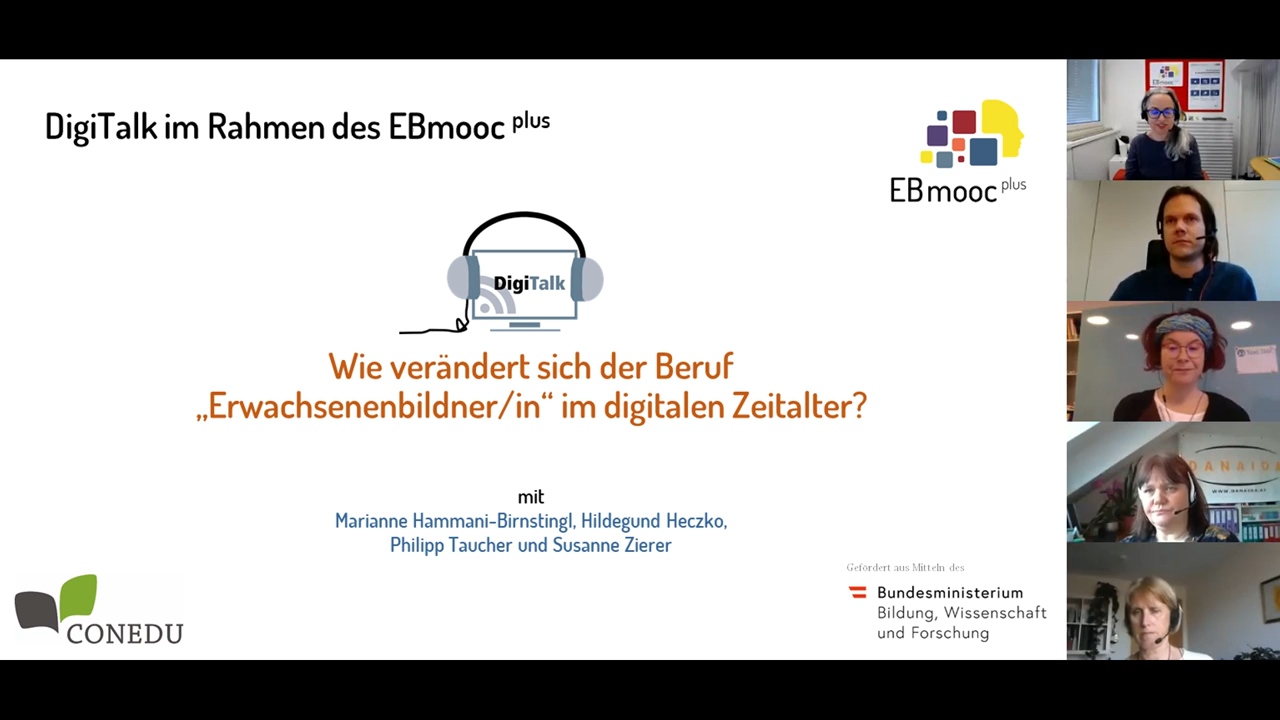 DigiTalk im Rahmen des EBmooc plus
EBmooc plus
DigiTalk
Wie verändert sich der Beruf
„Erwachsenenbildner/in“ im digitalen Zeitalter?
mit
Marianne Hammani-Birnstingl, Hildegund Heczko,
Philipp Taucher und Susanne Zierer
CONEDU
Gefördert aus Mitteln des
Bundesministerium
Bildung, Wissenschaft
und Forschung
EBmooc
DANAIDA